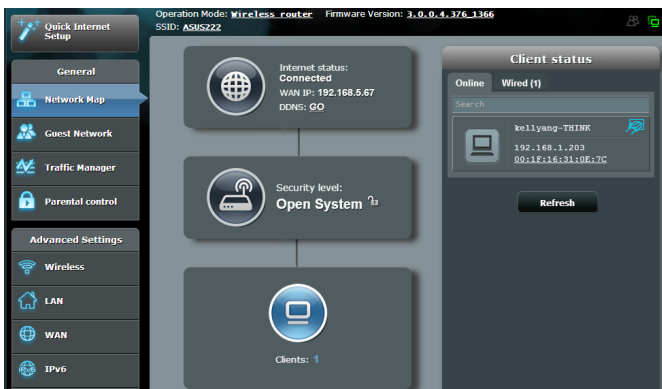 Operation Mode: Wireless router Firmware Version: 3.0.0.4.376_1366
SSID: ASUS222
Quick Internet
Setup
General
Network Map
Guest Network
Traffic Manager
Parental control
Advanced Settings
Wireless
LAN
WAN
IPv6
Internet status:
Connected
WAN IP: 192.168.5.67
DDNS: GO
Security level:
Open System
Clients: 1
Client status
Online Wired (1)
Search
kellyang-THINK
192.168.1.203
00:1F:16:31:0E:7C
Refresh